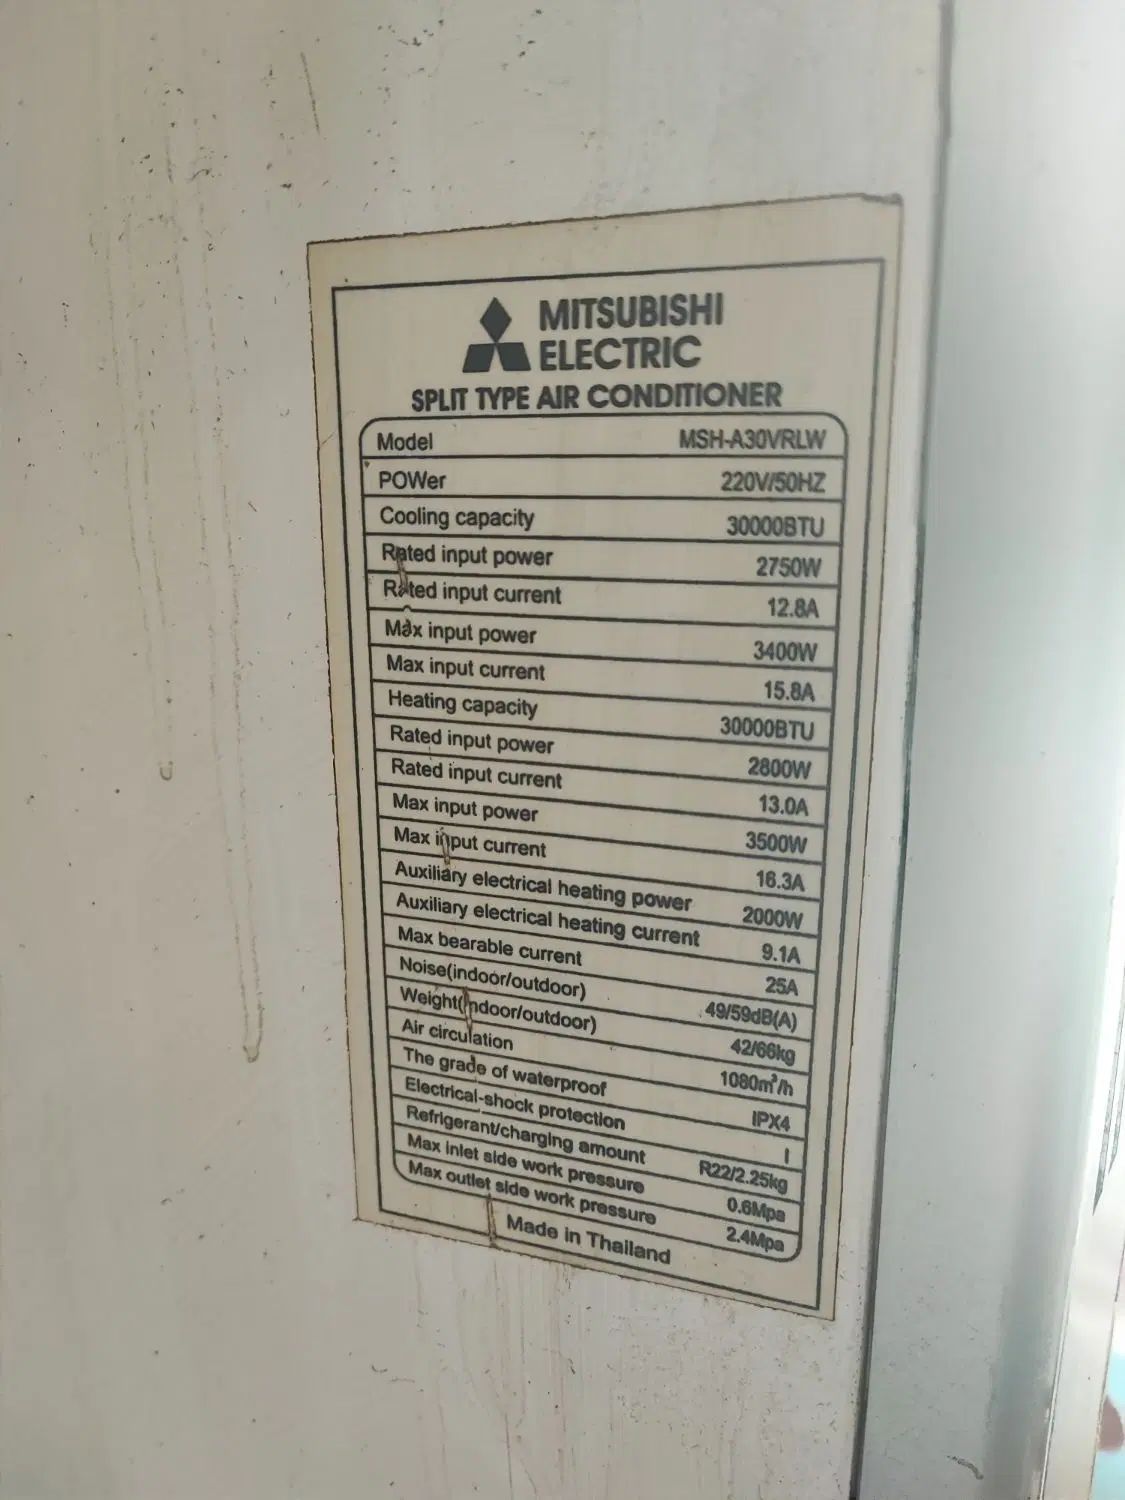 MITSUBISHI
ELECTRIC
SPLIT TYPE AIR CONDITIONER
Model MSH-A30VRLW
POWer 220V/50HZ
Cooling capacity 30000BTU
Rated input power 2750W
Rated input current 12.8A
Max input power 3400W
Max input current 15.8A
Heating capacity 30000BTU
Rated input power 2800W
Rated input current 13.0A
Max input power 3500W
Max input current 16.3A
Auxiliary electrical heating power 2000W
Auxiliary electrical heating current 9.1A
Max bearable current 25A
Noise(indoor/outdoor) 49/59dB(A)
Weight(indoor/outdoor) 42/66kg
Air circulation 1080m³/h
The grade of waterproof IPX4
Electrical-shock protection I
Refrigerant/charging amount R22/2.25kg
Max inlet side work pressure 0.6Mpa
Max outlet side work pressure 2.4Mpa
Made in Thailand